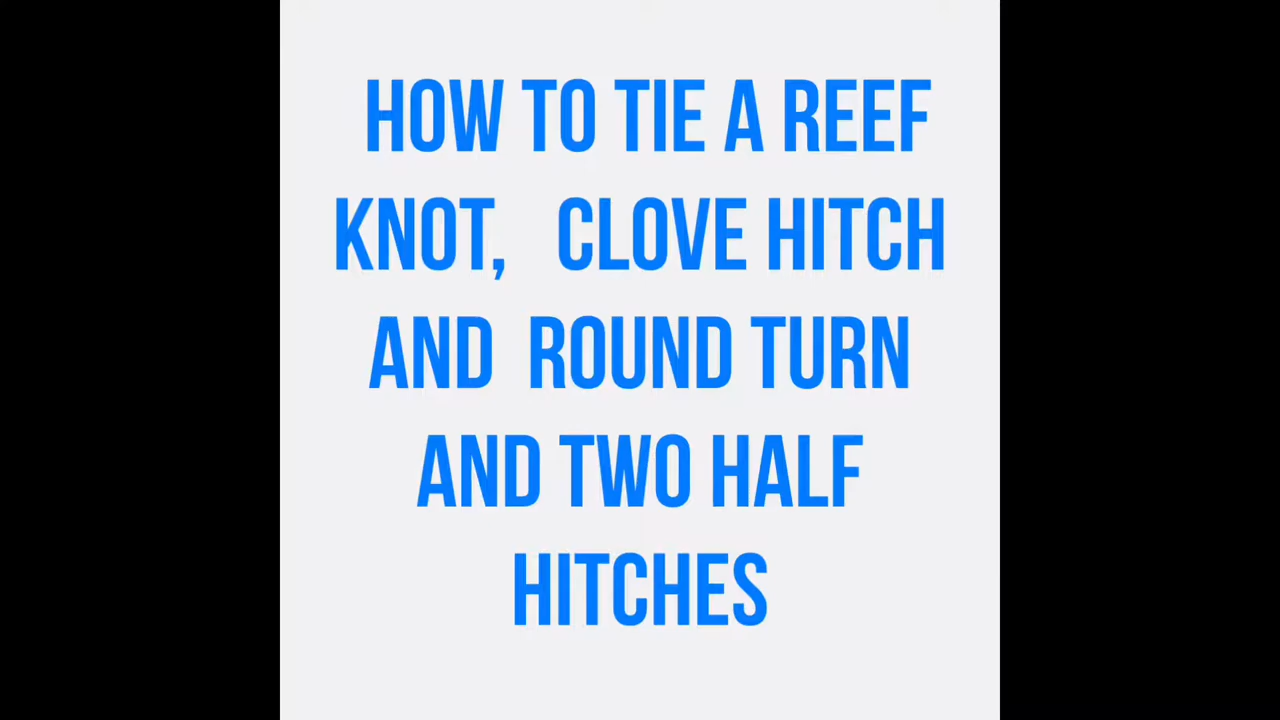 HOW TO TIE A REEF
KNOT, CLOVE HITCH
AND ROUND TURN
AND TWO HALF
HITCHES